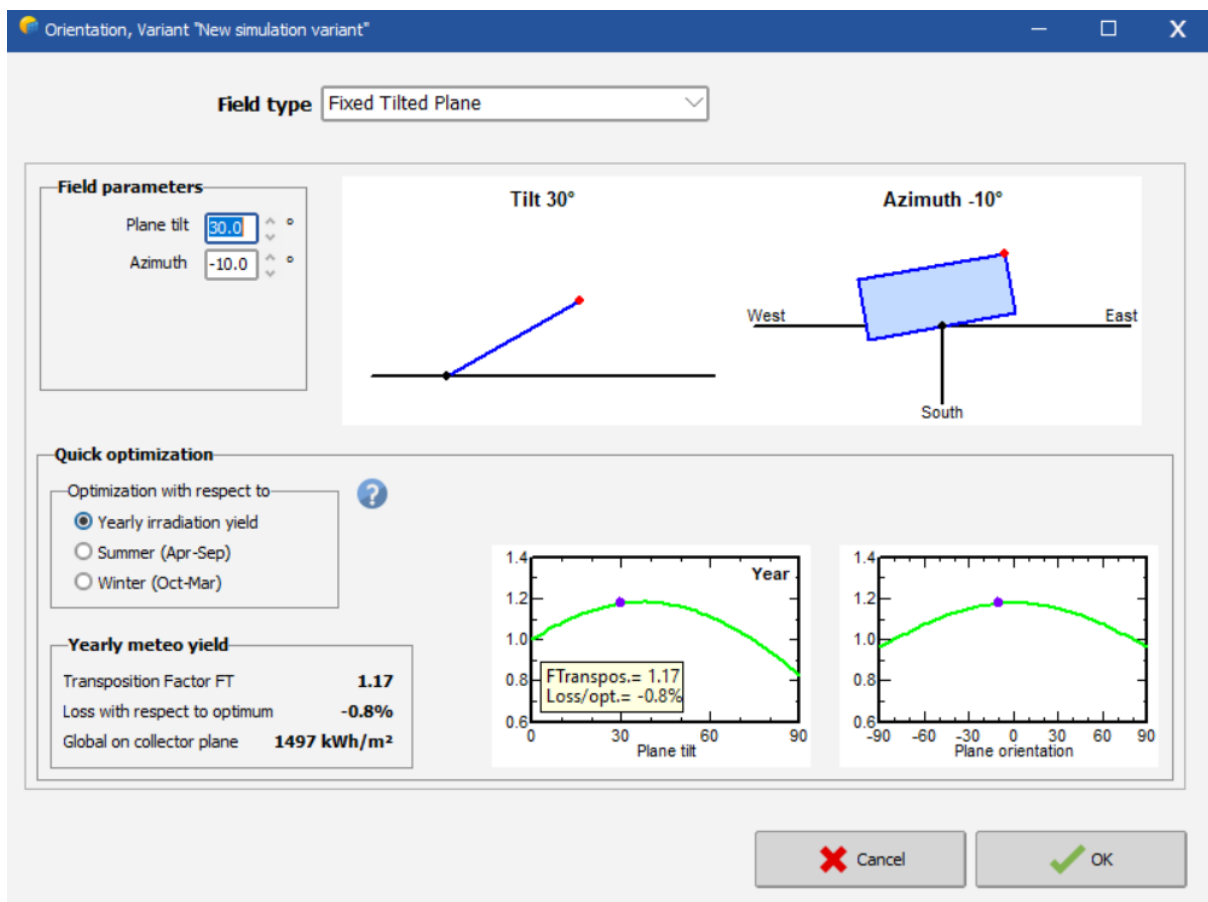 Orientation, Variant "New simulation variant"
Field type Fixed Tilted Plane
Field parameters
Plane tilt 30.0 °
Azimuth -10.0 °
Tilt 30°
Azimuth -10°
West East
South
Quick optimization
Optimization with respect to
Yearly irradiation yield
Summer (Apr-Sep)
Winter (Oct-Mar)
?
Yearly meteo yield
Transposition Factor FT 1.17
Loss with respect to optimum -0.8%
Global on collector plane 1497 kWh/m²
Year
1.4
1.2
1.0
0.8
0.6
FTranspos.= 1.17
Loss/opt.= -0.8%
0 30 60 90
Plane tilt
1.4
1.2
1.0
0.8
0.6
-90 -60 -30 0 30 60 90
Plane orientation
Cancel
OK